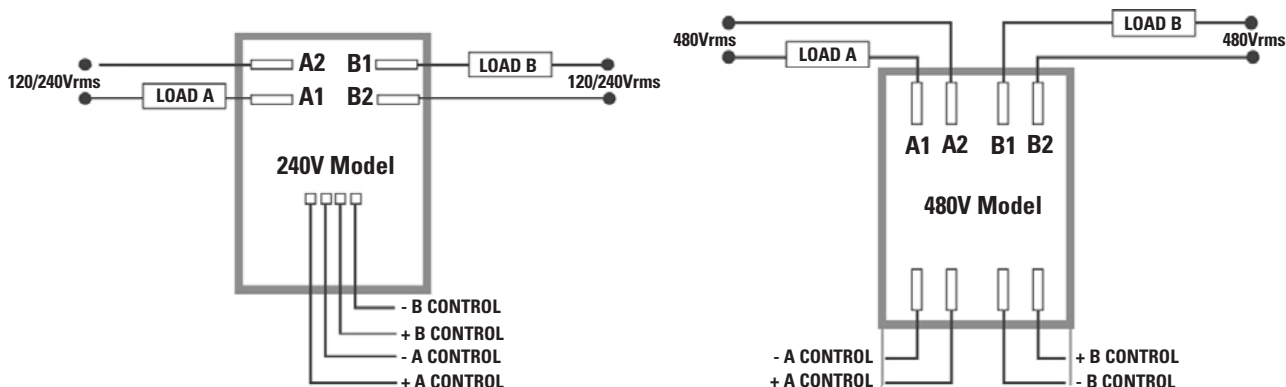 A2 B1
LOAD B
120/240Vrms
120/240Vrms
LOAD A
A1 B2
240V Model
- B CONTROL
+ B CONTROL
- A CONTROL
+ A CONTROL
LOAD B
480Vrms
480Vrms
LOAD A
A1 A2 B1 B2
480V Model
- A CONTROL
+ B CONTROL
+ A CONTROL
- B CONTROL